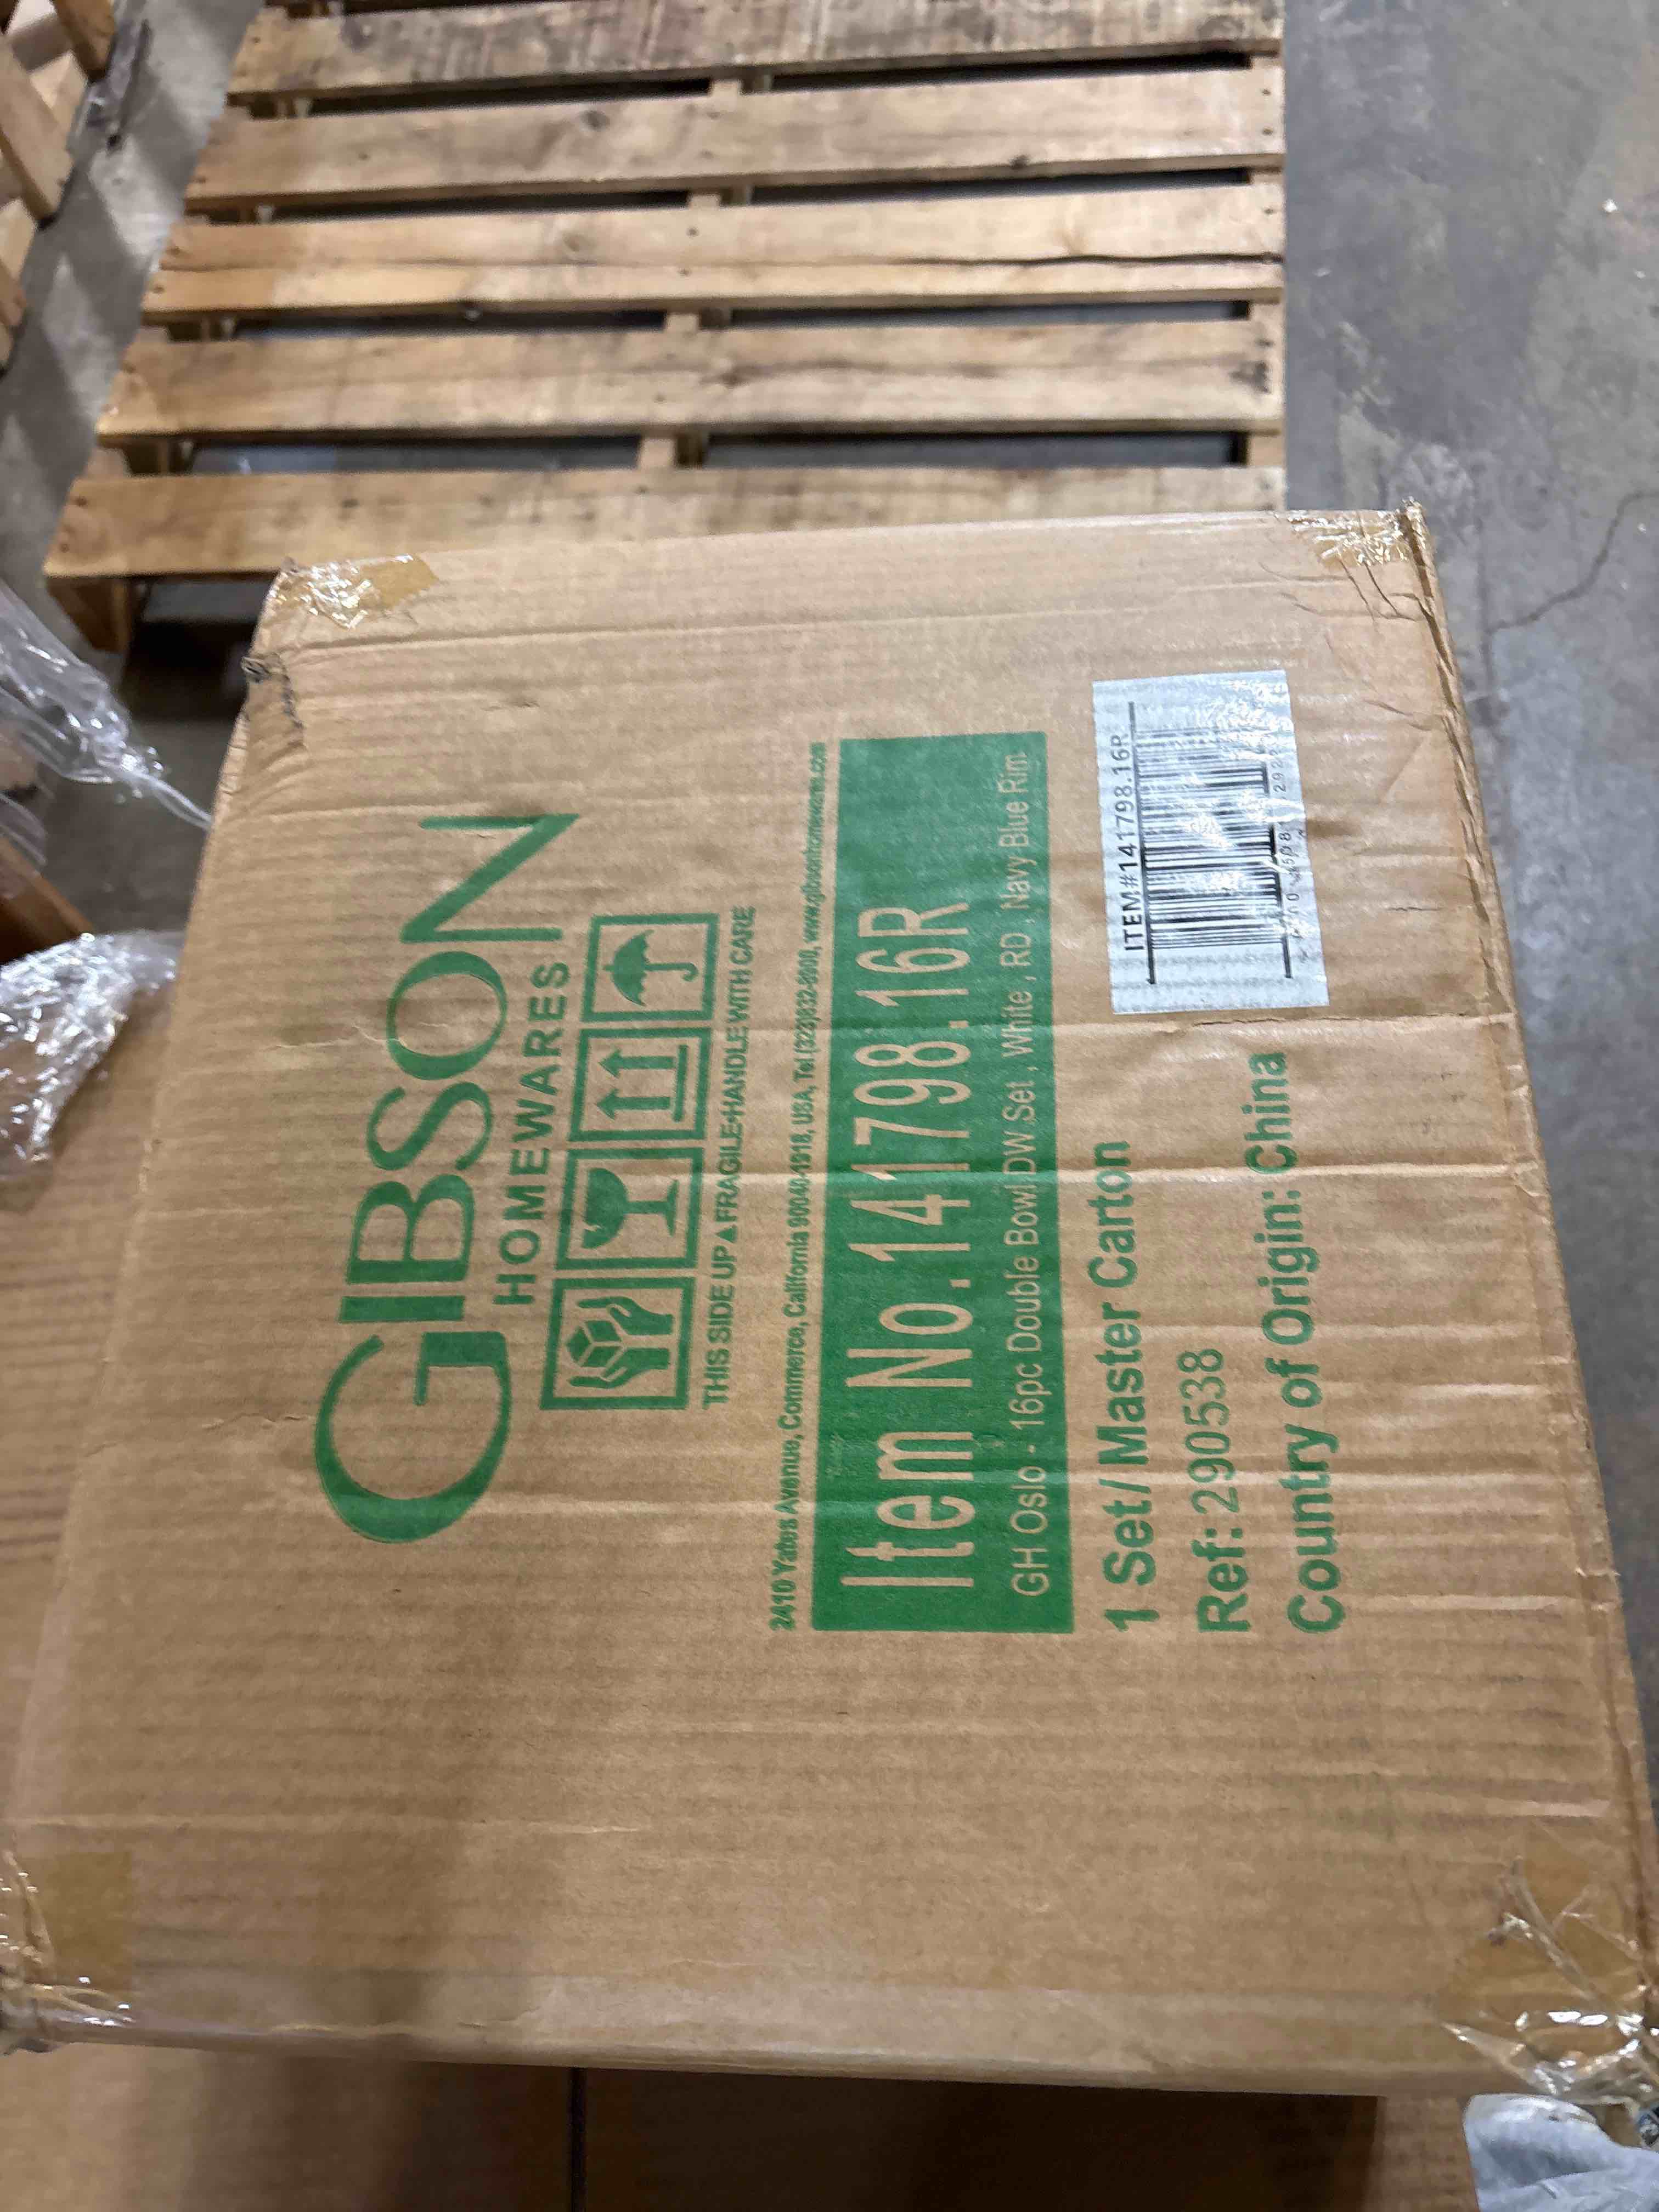 GIBSON
HOMEWARES
THIS SIDE UP▲FRAGILE•HANDLE WITH CARE
2410 Yates Avenue, Commerce, California 90040-1918, USA, Tel (323)832-8900, www.gibsonhomewares.com
Item No.141798.16R
GH Oslo - 16pc Double Bowl DW Set , White , RD , Navy Blue Rim
1 Set/ Master Carton
Ref: 290538
Country of Origin: China
ITEM#141798.16R